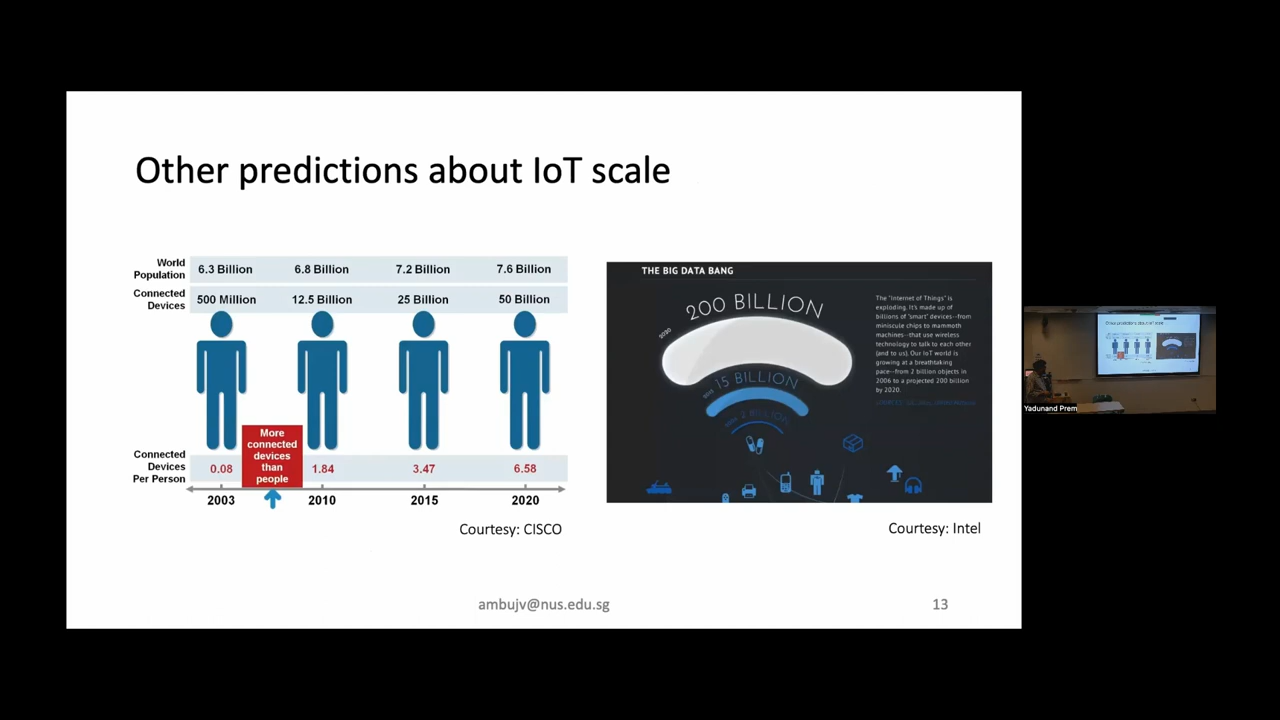 Other predictions about IoT scale
World Population 6.3 Billion 6.8 Billion 7.2 Billion 7.6 Billion
Connected Devices 500 Million 12.5 Billion 25 Billion 50 Billion
More
connected
devices
than
people
Connected Devices Per Person 0.08 1.84 3.47 6.58
2003 2010 2015 2020
Courtesy: CISCO
THE BIG DATA BANG
2020
200 BILLION
15 BILLION
2 BILLION
The "Internet of Things" is
exploding. It's made up of
billions of "smart" devices--from
miniscule chips to mammoth
machines--that use wireless
technology to talk to each other
(and to us). Our IoT world is
growing at a breathtaking
pace--from 2 billion objects in
2006 to a projected 200 billion
by 2020.
Courtesy: Intel
ambujv@nus.edu.sg
13
Other predictions about IoT scale
Yadunand Prem